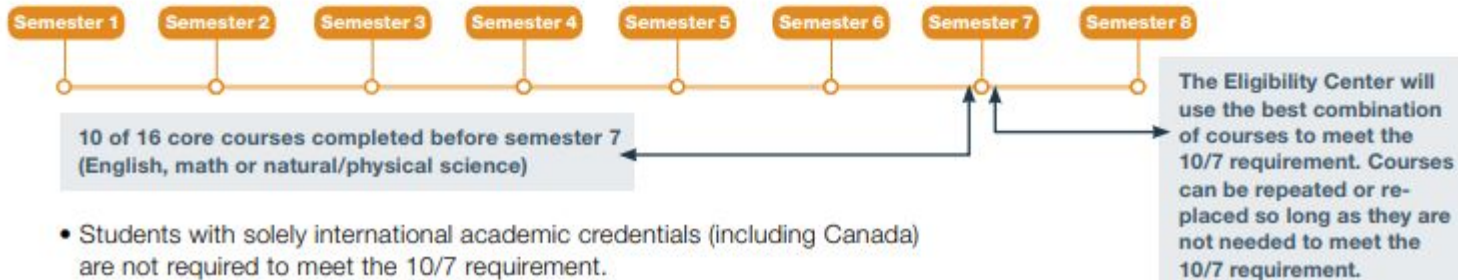 Semester 1
Semester 2
Semester 3
Semester 4
Semester 5
Semester 6
Semester 7
Semester 8
10 of 16 core courses completed before semester 7
(English, math or natural/physical science)
The Eligibility Center will
use the best combination
of courses to meet the
10/7 requirement. Courses
can be repeated or re-
placed so long as they are
not needed to meet the
10/7 requirement.
• Students with solely international academic credentials (including Canada)
are not required to meet the 10/7 requirement.